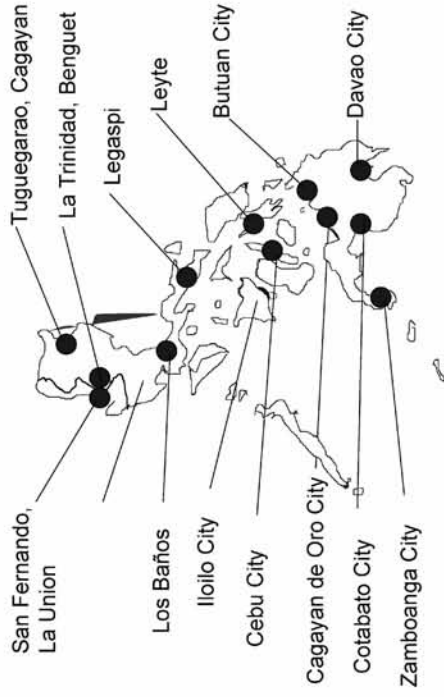 Tuguegarao, Cagayan
La Trinidad, Benguet
Legaspi
Leyte
Butuan City
Davao City
San Fernando,
La Union
Los Baños
Iloilo City
Cebu City
Cagayan de Oro City
Cotabato City
Zamboanga City